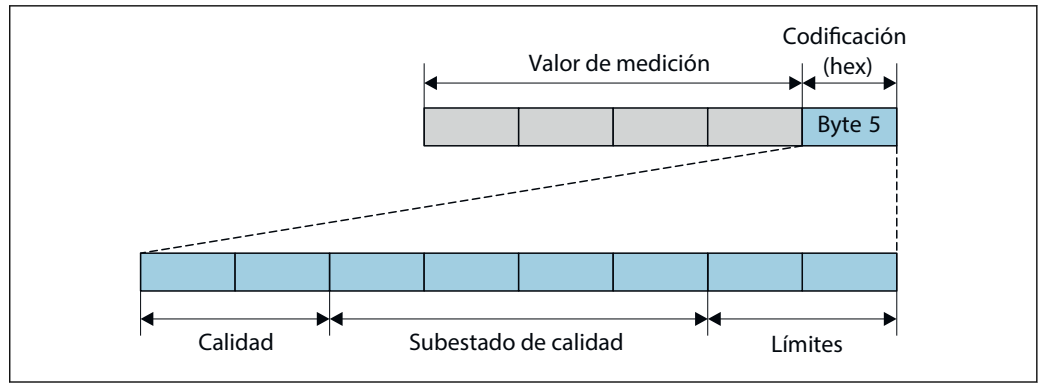 Codificación
Valor de medición
(hex)
Byte 5
Calidad
Subestado de calidad
Límites